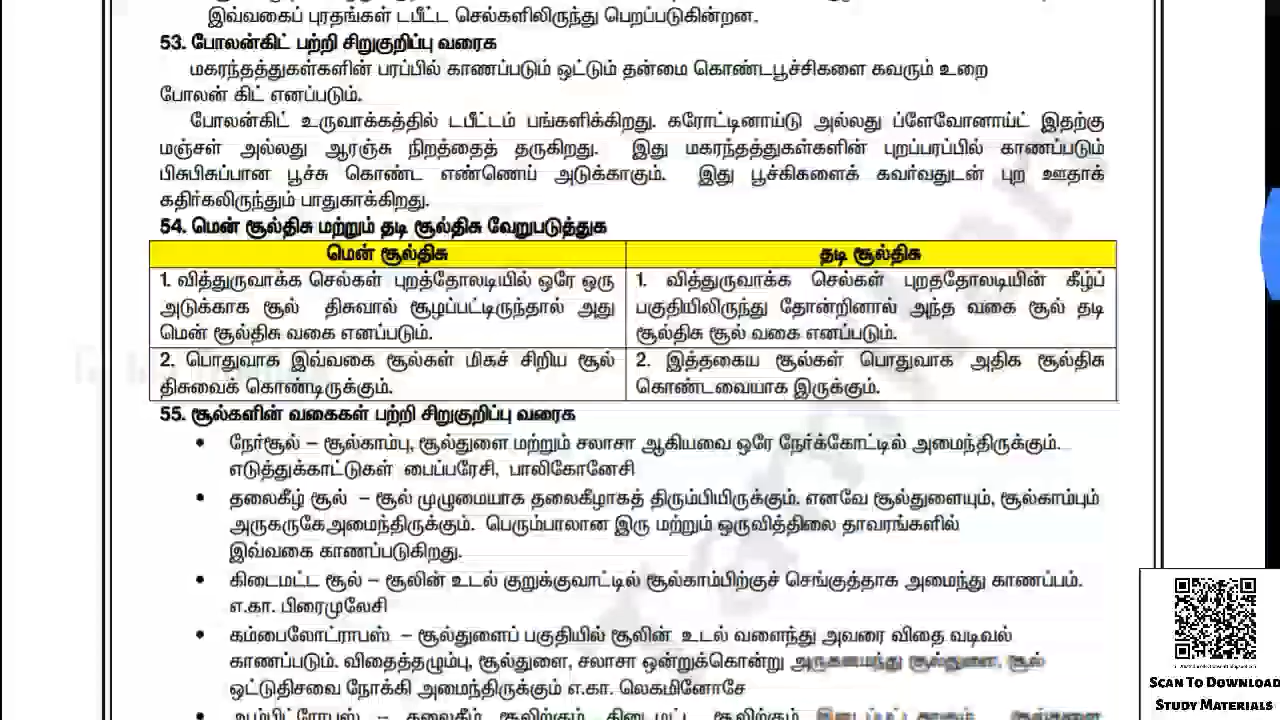 இவ்வகைப் புரதங்கள் டபீட்ட செல்களிலிருந்து பெறப்படுகின்றன.
53. போலன்கிட் பற்றி சிறுகுறிப்பு வரைக
மகரந்தத்துகள்களின் பரப்பில் காணப்படும் ஒட்டும் தன்மை கொண்டபூச்சிகளை கவரும் உறை
போலன் கிட் எனப்படும்.
போலன்கிட் உருவாக்கத்தில் டபீட்டம் பங்களிக்கிறது. கரோட்டினாய்டு அல்லது ப்ளேவோனாய்ட் இதற்கு
மஞ்சள் அல்லது ஆரஞ்சு நிறத்தைத் தருகிறது. இது மகரந்தத்துகள்களின் புறப்பரப்பில் காணப்படும்
பிசுபிசுப்பான பூச்சு கொண்ட எண்ணெய் அடுக்காகும். இது பூச்சிகளைக் கவர்வதுடன் புற ஊதாக்
கதிர்கலிருந்தும் பாதுகாக்கிறது.
54. மென் சூல்திசு மற்றும் தடி சூல்திசு வேறுபடுத்துக
மென் சூல்திசு தடி சூல்திசு
1. வித்துருவாக்க செல்கள் புறத்தோலடியில் ஒரே ஒரு
அடுக்காக சூல் திசுவால் சூழப்பட்டிருந்தால் அது
மென் சூல்திசு வகை எனப்படும்.
1. வித்துருவாக்க செல்கள் புறததோலடியின் கீழ்ப்
பகுதியிலிருந்து தோன்றினால் அந்த வகை சூல் தடி
சூல்திசு சூல் வகை எனப்படும்.
2. பொதுவாக இவ்வகை சூல்கள் மிகச் சிறிய சூல்
திசுவைக் கொண்டிருக்கும்.
2. இத்தகைய சூல்கள் பொதுவாக அதிக சூல்திசு
கொண்டவையாக இருக்கும்.
55. சூல்களின் வகைகள் பற்றி சிறுகுறிப்பு வரைக
• நேர்சூல் – சூல்காம்பு, சூல்துளை மற்றும் சலாசா ஆகியவை ஒரே நேர்க்கோட்டில் அமைந்திருக்கும்.
எடுத்துக்காட்டுகள் பைப்பரேசி, பாலிகோனேசி
• தலைகீழ் சூல் – சூல் முழுமையாக தலைகீழாகத் திரும்பியிருக்கும். எனவே சூல்துளையும், சூல்காம்பும்
அருகருகேஅமைந்திருக்கும். பெரும்பாலான இரு மற்றும் ஒருவித்திலை தாவரங்களில்
இவ்வகை காணப்படுகிறது.
• கிடைமட்ட சூல் – சூலின் உடல் குறுக்குவாட்டில் சூல்காம்பிற்குச் செங்குத்தாக அமைந்து காணப்பம்.
எ.கா. பிரைமுலேசி
• கம்பைலோட்ராபஸ் – சூல்துளைப் பகுதியில் சூலின் உடல் வளைந்து அவரை விதை வடிவல்
காணப்படும். விதைத்தழும்பு, சூல்துளை, சலாசா ஒன்றுக்கொன்று
ஒட்டுதிசவை நோக்கி அமைந்திருக்கும் எ.கா. லெகமினோசே
SCAN TO DOWNLOAD
STUDY MATERIALS